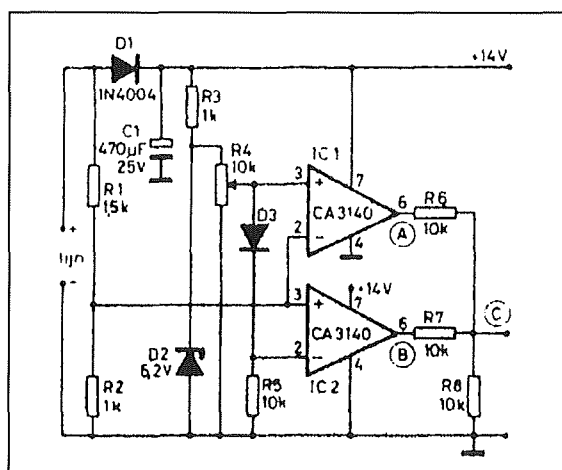 D1
+14V
1N4004
R3
1k
C1
470µF
25V
R4
10k
IC1
R1
1,5k
3
+
7
CA3140
6
R6
D3
2
-
4
A
10k
+
lijn
-
+14V
3
+
7
CA3140
6
R7
C
2
-
4
B
10k
D2
6,2V
R2
1k
R5
10k
IC2
R8
10k